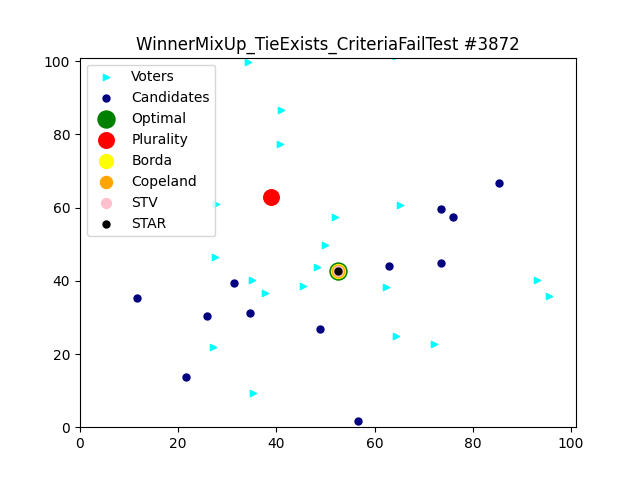 WinnerMixUp_TieExists_CriteriaFailTest #3872
100
80
60
40
20
0
Voters
Candidates
Optimal
Plurality
Borda
Copeland
STV
STAR
0 20 40 60 80 100